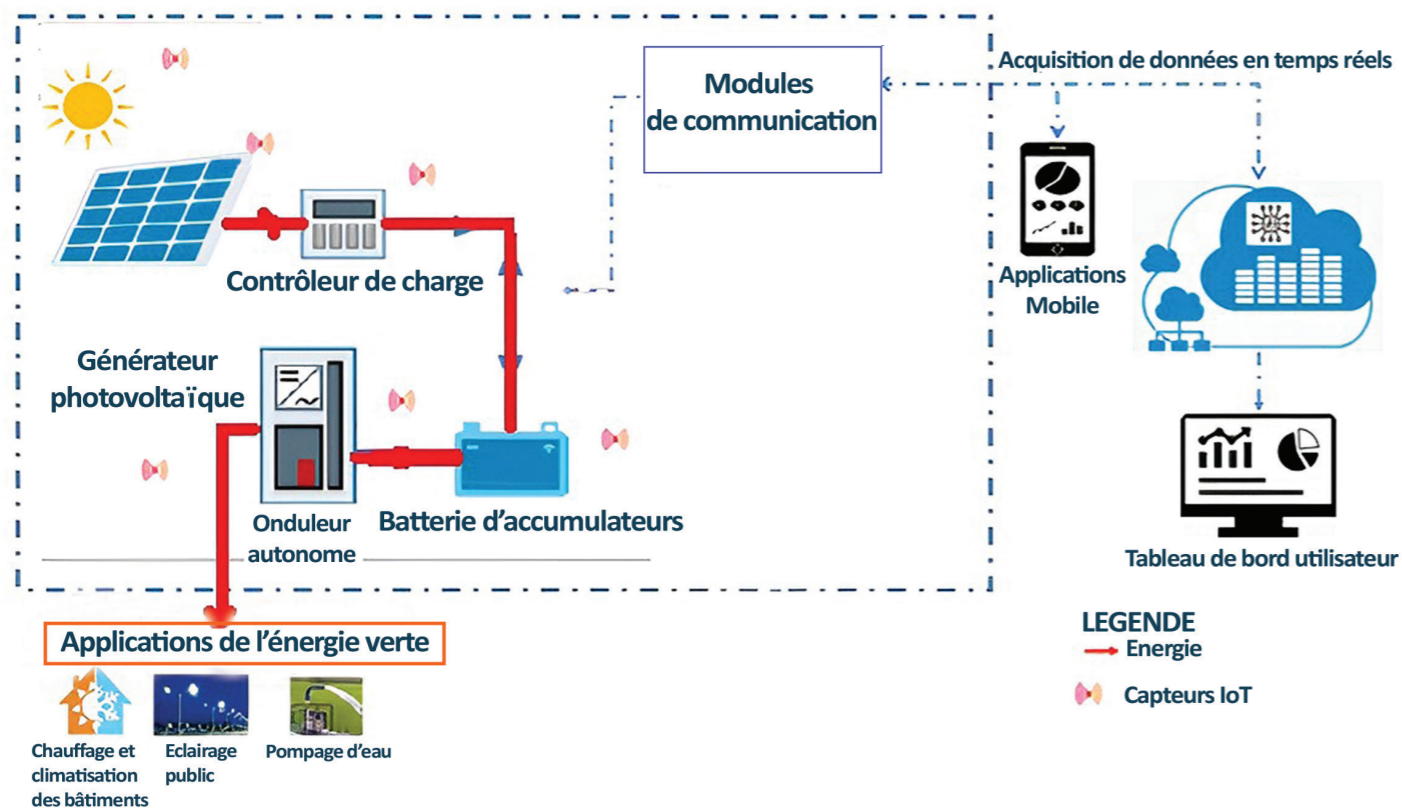 Acquisition de données en temps réels
Modules
de communication
Contrôleur de charge
Applications
Mobile
Générateur
photovoltaïque
Onduleur
autonome
Batterie d’accumulateurs
Tableau de bord utilisateur
Applications de l’énergie verte
LEGENDE
Energie
Capteurs IoT
Chauffage et
climatisation
des bâtiments
Eclairage
public
Pompage d’eau